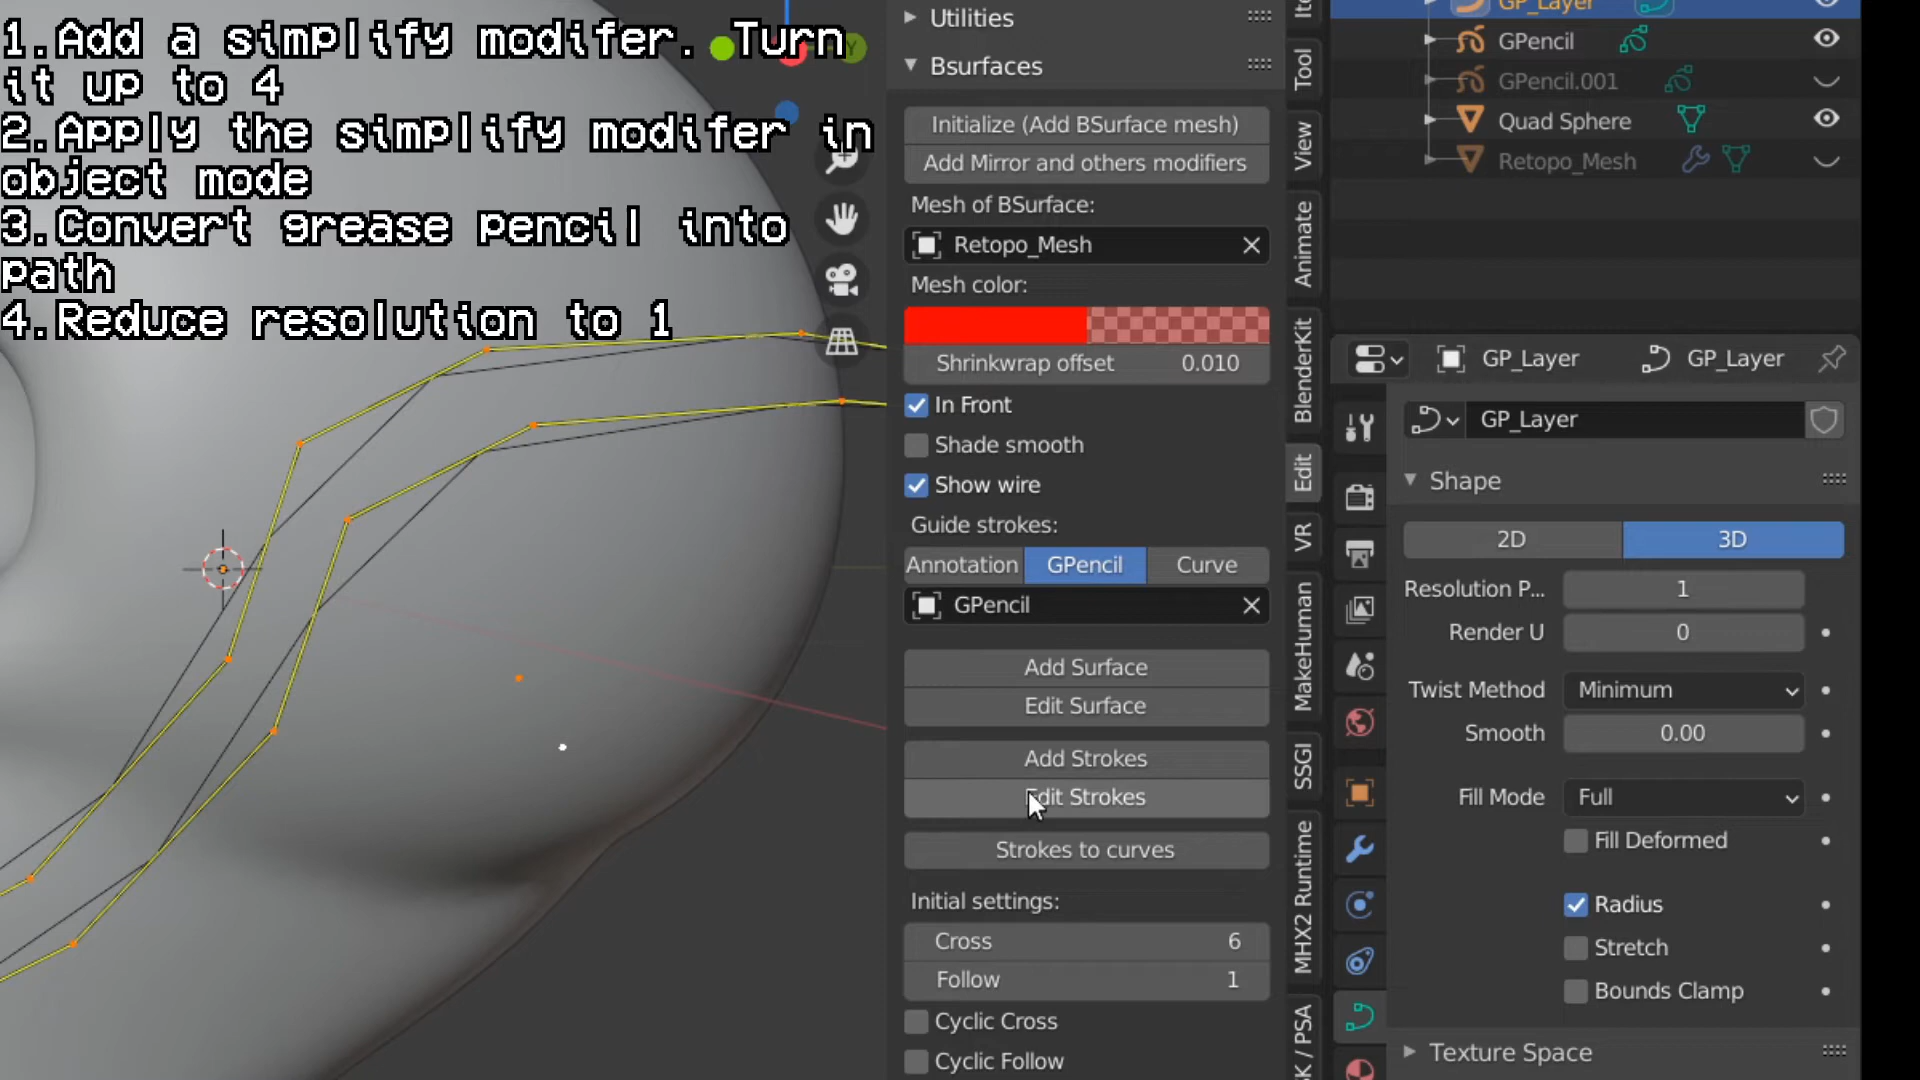 1.Add a simplify modifer. Turn
it up to 4
2.Apply the simplify modifer in
object mode
3.Convert grease pencil into
path
4.Reduce resolution to 1
Utilities
Bsurfaces
Initialize (Add BSurface mesh)
Add Mirror and others modifiers
Mesh of BSurface:
Retopo_Mesh
Mesh color:
Shrinkwrap offset 0.010
In Front
Shade smooth
Show wire
Guide strokes:
Annotation GPencil Curve
GPencil
Add Surface
Edit Surface
Add Strokes
Edit Strokes
Strokes to curves
Initial settings:
Cross 6
Follow 1
Cyclic Cross
Cyclic Follow
Tool
View
Animate
BlenderKit
Edit
VR
MakeHuman
SSGI
MHX2 Runtime
K / PSA
GP_Layer
GPencil
GPencil.001
Quad Sphere
Retopo_Mesh
GP_Layer GP_Layer
GP_Layer
Shape
2D 3D
Resolution P... 1
Render U 0
Twist Method Minimum
Smooth 0.00
Fill Mode Full
Fill Deformed
Radius
Stretch
Bounds Clamp
Texture Space